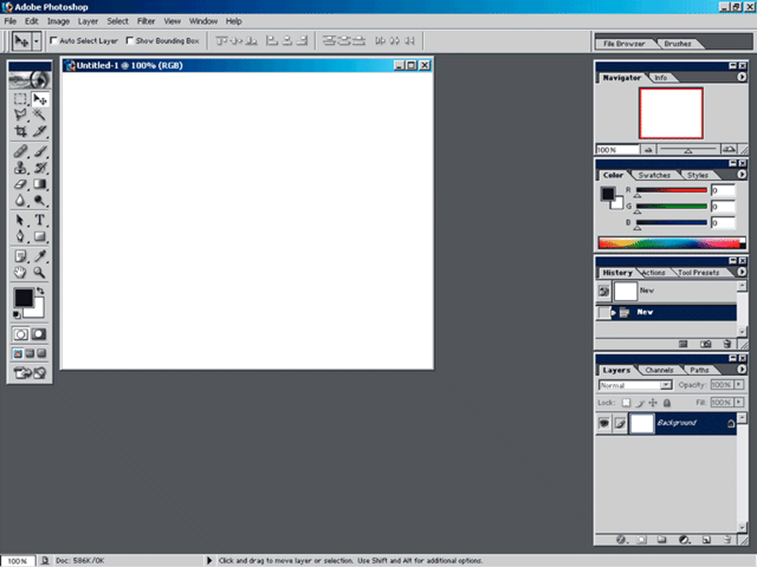 Adobe Photoshop
File Edit Image Layer Select Filter View Window Help
Auto Select Layer Show Bounding Box
File Browser Brushes
Untitled-1 @ 100% (RGB)
Navigator Info
100%
Color Swatches Styles
R 0
G 0
B 0
History Actions Tool Presets
New
New
Layers Channels Paths
Normal Opacity: 100%
Lock: Fill: 100%
Background
100% Doc: 586K/0K Click and drag to move layer or selection. Use Shift and Alt for additional options.